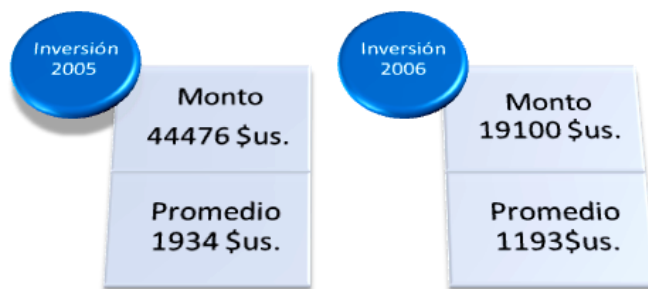 Inversión
2005
Monto
44476 $us.
Promedio
1934 $us.
Inversión
2006
Monto
19100 $us.
Promedio
1193$us.